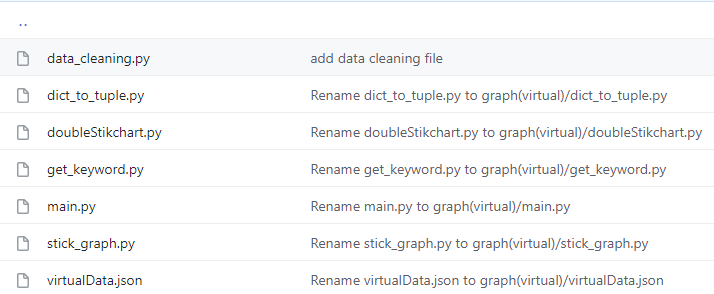 ..
data_cleaning.py add data cleaning file
dict_to_tuple.py Rename dict_to_tuple.py to graph(virtual)/dict_to_tuple.py
doubleStikchart.py Rename doubleStikchart.py to graph(virtual)/doubleStikchart.py
get_keyword.py Rename get_keyword.py to graph(virtual)/get_keyword.py
main.py Rename main.py to graph(virtual)/main.py
stick_graph.py Rename stick_graph.py to graph(virtual)/stick_graph.py
virtualData.json Rename virtualData.json to graph(virtual)/virtualData.json